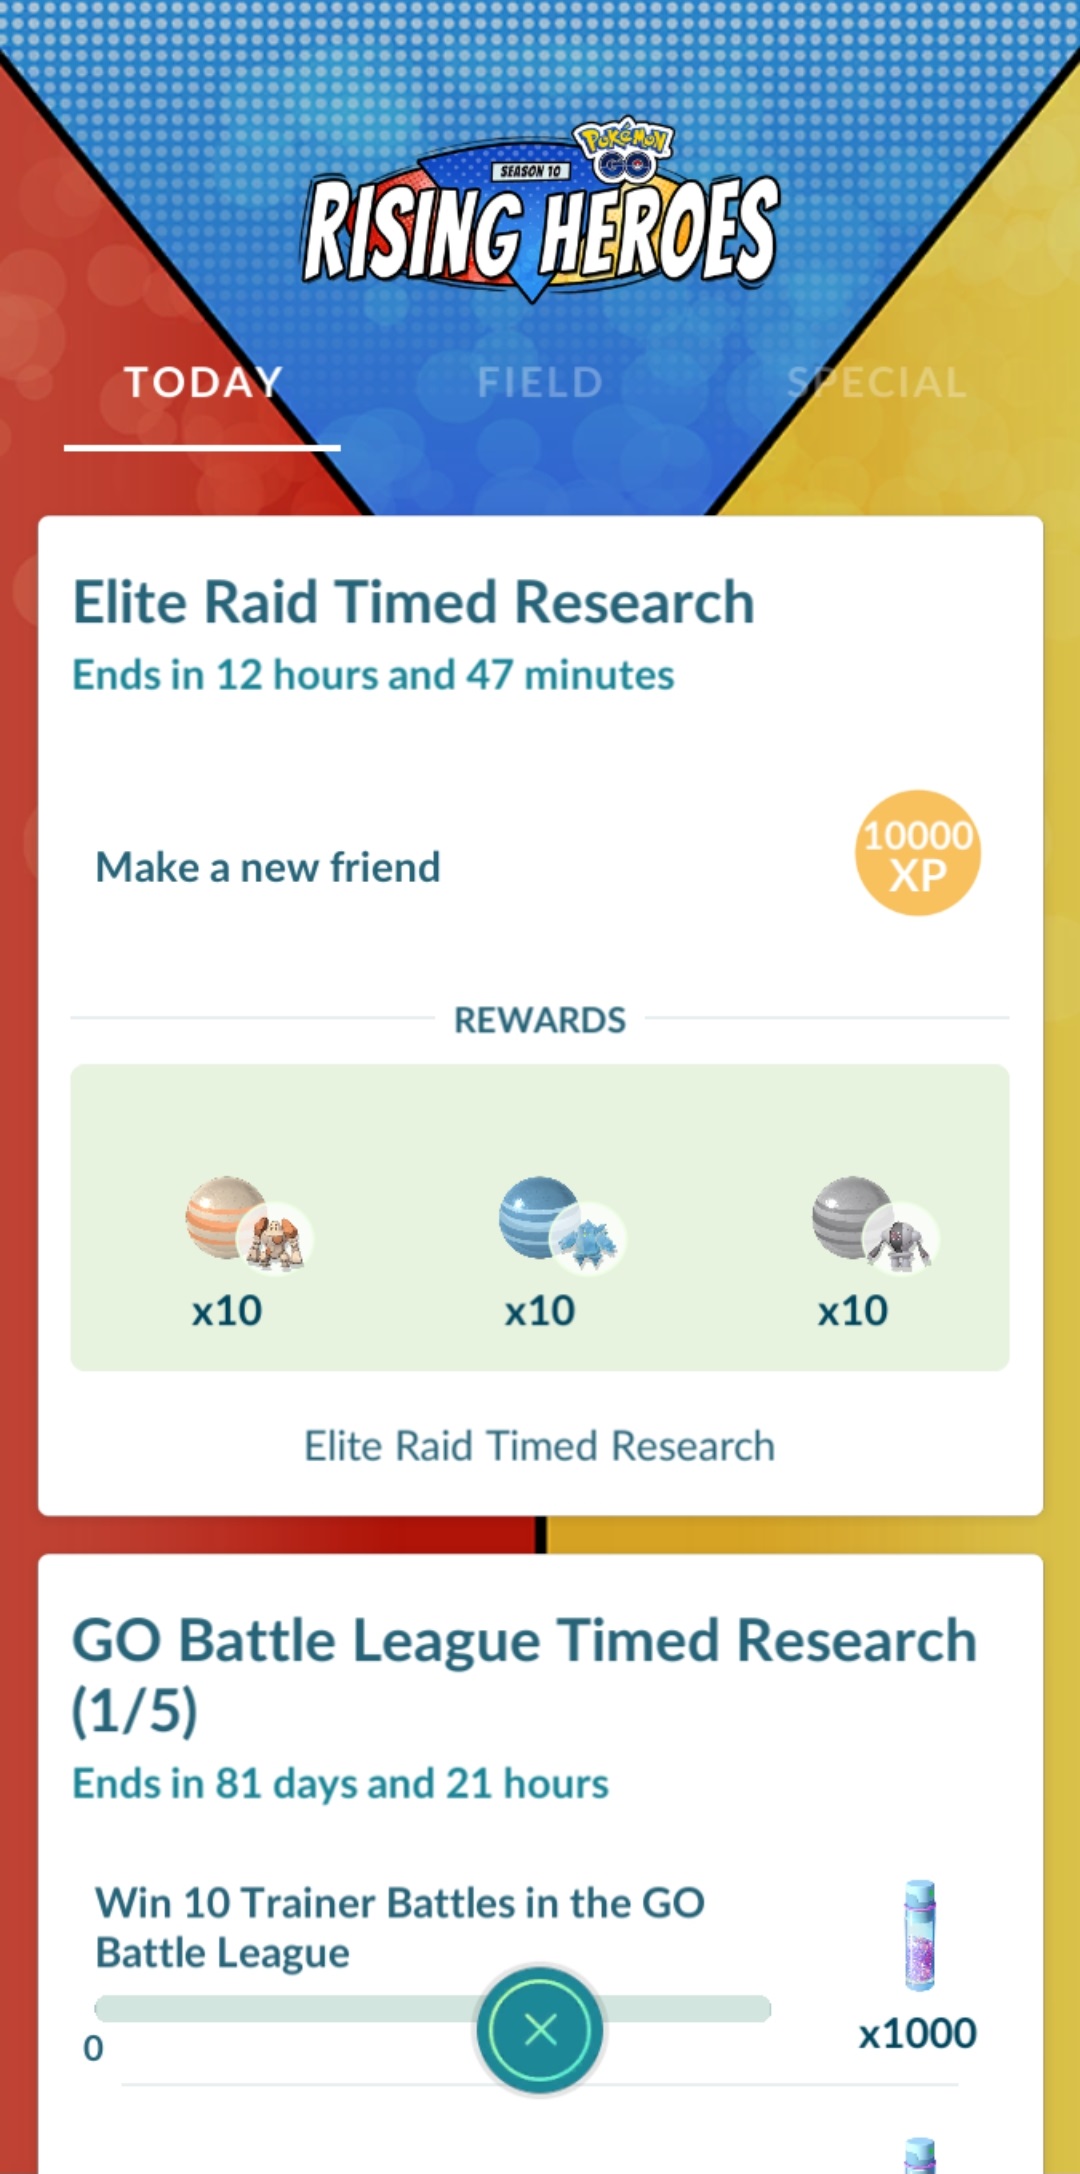 POKÉMON
GO
SEASON 10
RISING HEROES
TODAY
FIELD
SPECIAL
Elite Raid Timed Research
Ends in 12 hours and 47 minutes
Make a new friend
10000
XP
REWARDS
x10
x10
x10
Elite Raid Timed Research
GO Battle League Timed Research
(1/5)
Ends in 81 days and 21 hours
Win 10 Trainer Battles in the GO
Battle League
0
x1000